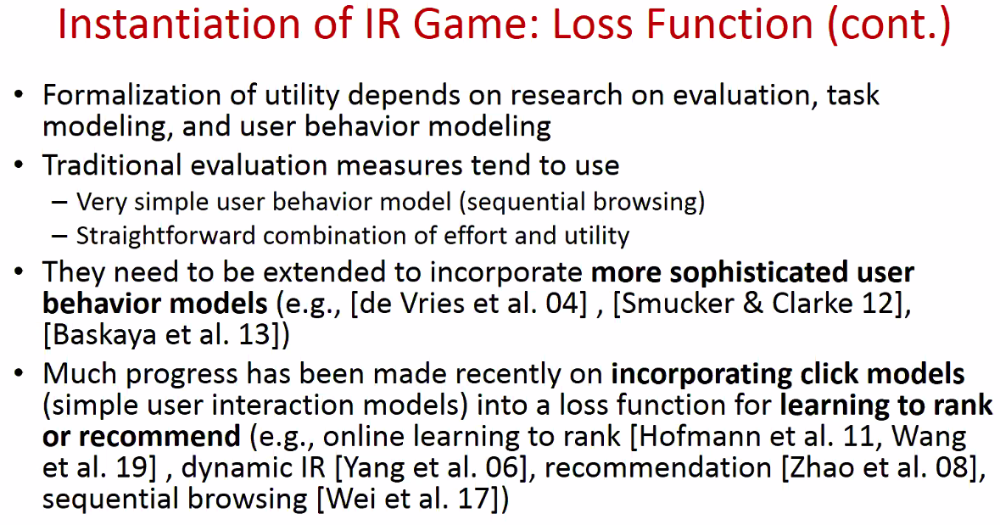 Instantiation of IR Game: Loss Function (cont.)
• Formalization of utility depends on research on evaluation, task
modeling, and user behavior modeling
• Traditional evaluation measures tend to use
– Very simple user behavior model (sequential browsing)
– Straightforward combination of effort and utility
• They need to be extended to incorporate more sophisticated user
behavior models (e.g., [de Vries et al. 04] , [Smucker & Clarke 12],
[Baskaya et al. 13])
• Much progress has been made recently on incorporating click models
(simple user interaction models) into a loss function for learning to rank
or recommend (e.g., online learning to rank [Hofmann et al. 11, Wang
et al. 19] , dynamic IR [Yang et al. 06], recommendation [Zhao et al. 08],
sequential browsing [Wei et al. 17])